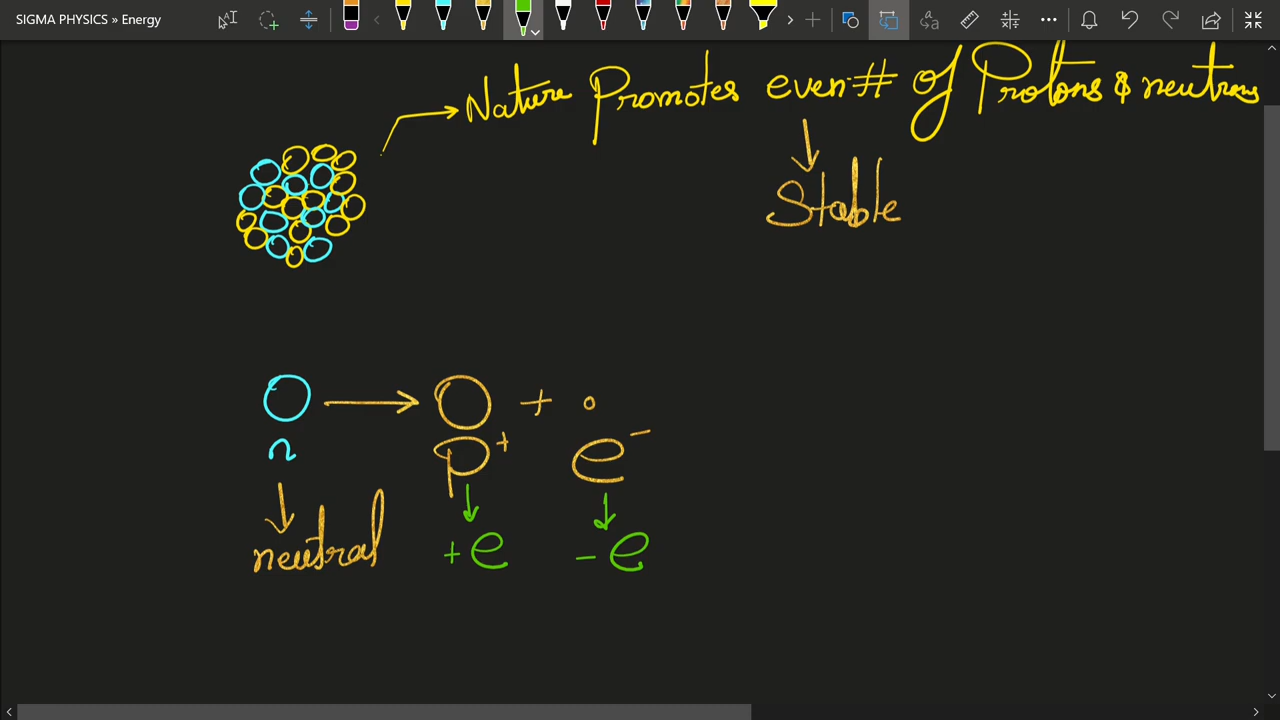 SIGMA PHYSICS » Energy
Nature Promotes even # of Protons & neutrons
Stable
+
n p+ e-
neutral +e -e